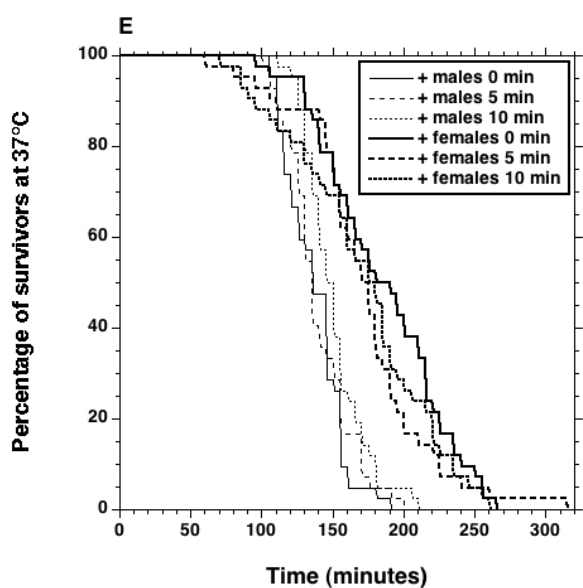 E
Percentage of survivors at 37°C
100
80
60
40
20
0
+ males 0 min
+ males 5 min
+ males 10 min
+ females 0 min
+ females 5 min
+ females 10 min
0 50 100 150 200 250 300
Time (minutes)